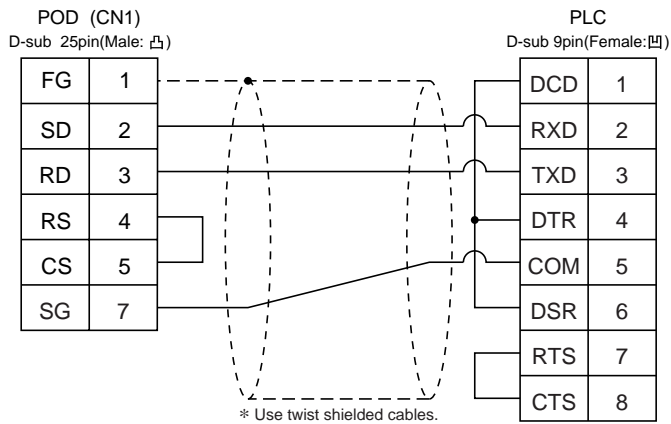 POD (CN1)
D-sub 25pin(Male: 凸)
FG 1
SD 2
RD 3
RS 4
CS 5
SG 7
PLC
D-sub 9pin(Female:凹)
DCD 1
RXD 2
TXD 3
DTR 4
COM 5
DSR 6
RTS 7
CTS 8
* Use twist shielded cables.